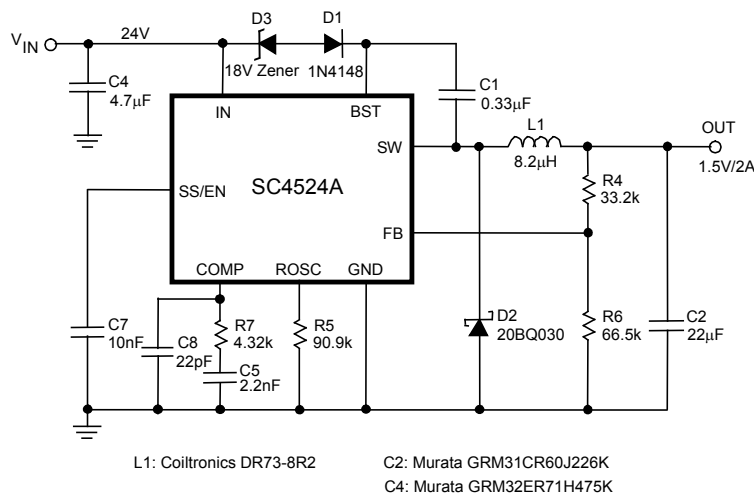 D3 D1
V IN 24V
18V Zener 1N4148
C4
4.7μF
C1
0.33μF
IN BST
L1
8.2μH
OUT
1.5V/2A
SW
SS/EN SC4524A
R4
33.2k
FB
COMP ROSC GND
C7
10nF
C8
22pF
R7
4.32k
C5
2.2nF
R5
90.9k
D2
20BQ030
R6
66.5k
C2
22μF
L1: Coiltronics DR73-8R2 C2: Murata GRM31CR60J226K
C4: Murata GRM32ER71H475K